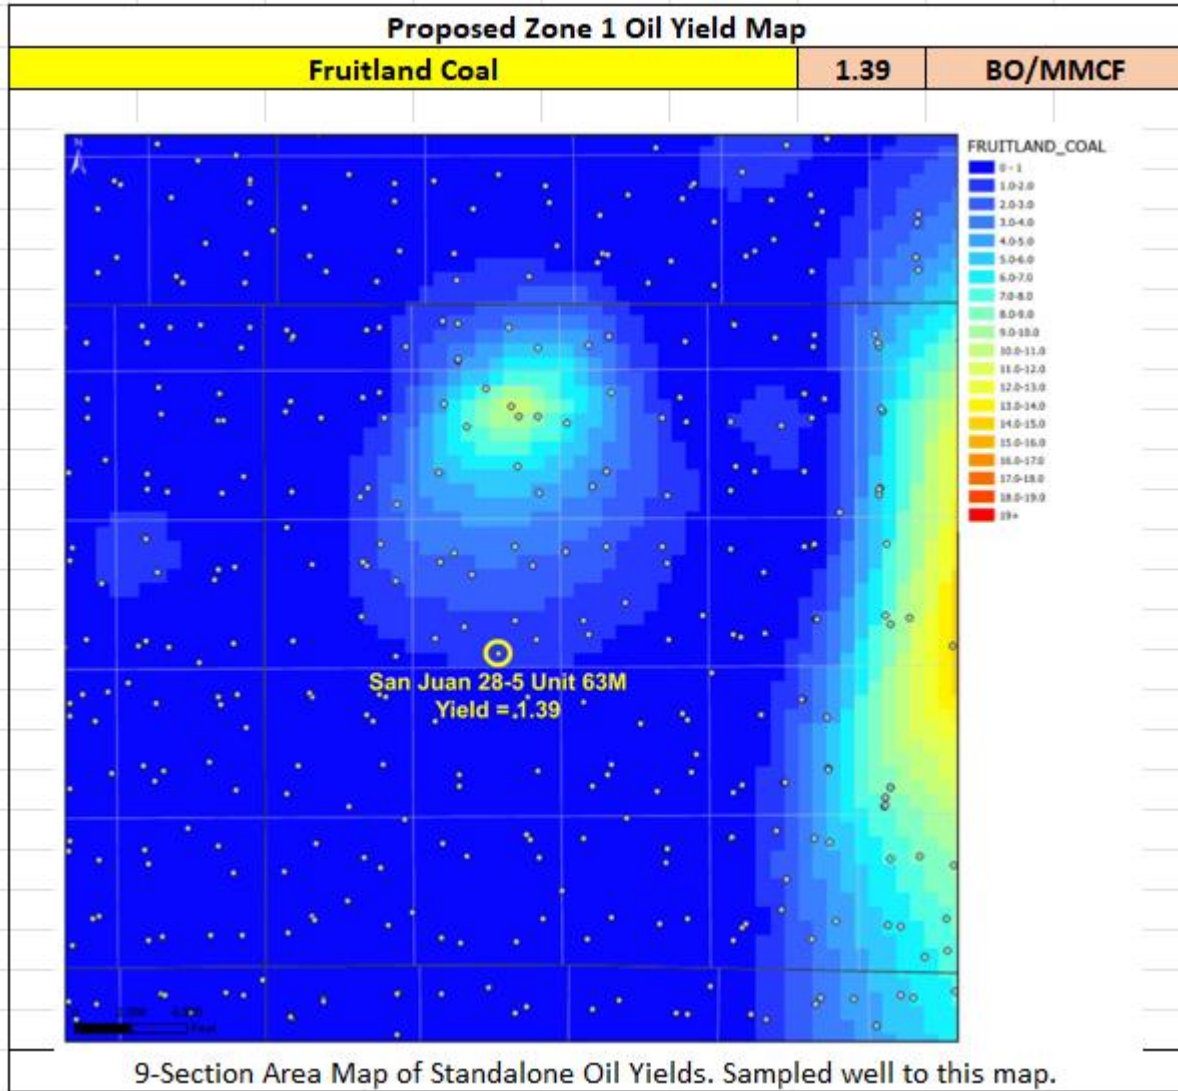 Proposed Zone 1 Oil Yield Map
Fruitland Coal 1.39 BO/MMCF
N
FRUITLAND_COAL
0 - 1
1.0-2.0
2.0-3.0
3.0-4.0
4.0-5.0
5.0-6.0
6.0-7.0
7.0-8.0
8.0-9.0
9.0-10.0
10.0-11.0
11.0-12.0
12.0-13.0
13.0-14.0
14.0-15.0
15.0-16.0
16.0-17.0
17.0-18.0
18.0-19.0
19+
San Juan 28-5 Unit 63M
Yield = 1.39
9-Section Area Map of Standalone Oil Yields. Sampled well to this map.